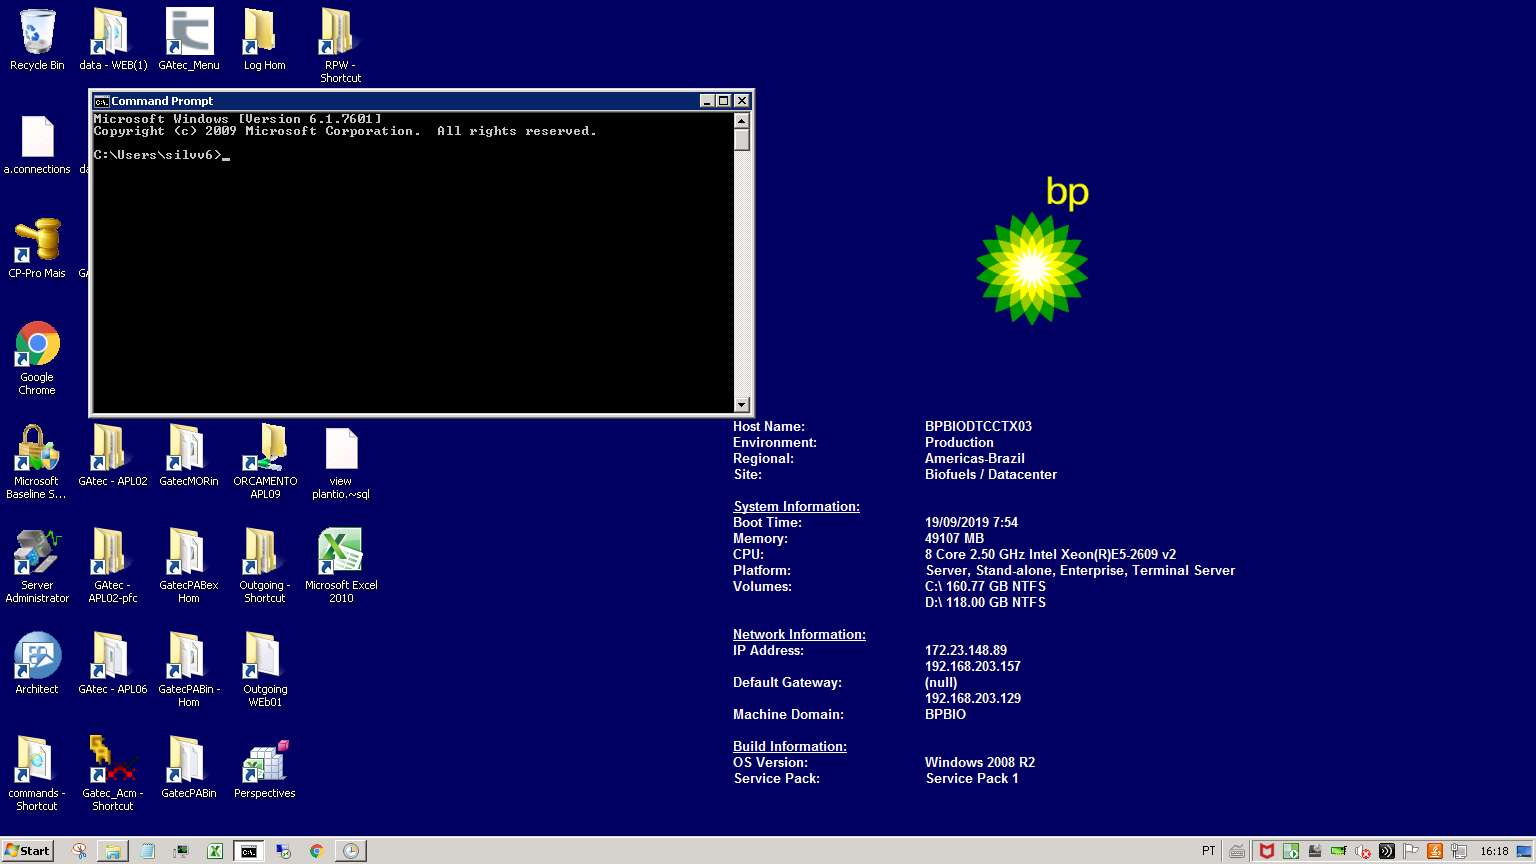 Recycle Bin
data - WEB(1)
GAtec_Menu
Log Hom
RPW -
Shortcut
Command Prompt
Microsoft Windows [Version 6.1.7601]
Copyright (c) 2009 Microsoft Corporation.  All rights reserved.
C:\Users\silvv6>_
a.connections
da
CP-Pro Mais
GA
Google
Chrome
bp
Microsoft
Baseline S...
GAtec - APL02
GatecMORin
ORCAMENTO
APL09
view
plantio.~sql
Server
Administrator
GAtec -
APL02-pfc
GatecPABex
Hom
Outgoing -
Shortcut
Microsoft Excel
2010
Architect
GAtec - APL06
GatecPABin -
Hom
Outgoing
WEb01
commands -
Shortcut
Gatec_Acm -
Shortcut
GatecPABin
Perspectives
Host Name: BPBIODTCCTX03
Environment: Production
Regional: Americas-Brazil
Site: Biofuels / Datacenter
System Information:
Boot Time: 19/09/2019 7:54
Memory: 49107 MB
CPU: 8 Core 2.50 GHz Intel Xeon(R)E5-2609 v2
Platform: Server, Stand-alone, Enterprise, Terminal Server
Volumes: C:\ 160.77 GB NTFS
D:\ 118.00 GB NTFS
Network Information:
IP Address: 172.23.148.89
192.168.203.157
Default Gateway: (null)
192.168.203.129
Machine Domain: BPBIO
Build Information:
OS Version: Windows 2008 R2
Service Pack: Service Pack 1
Start
PT
16:18